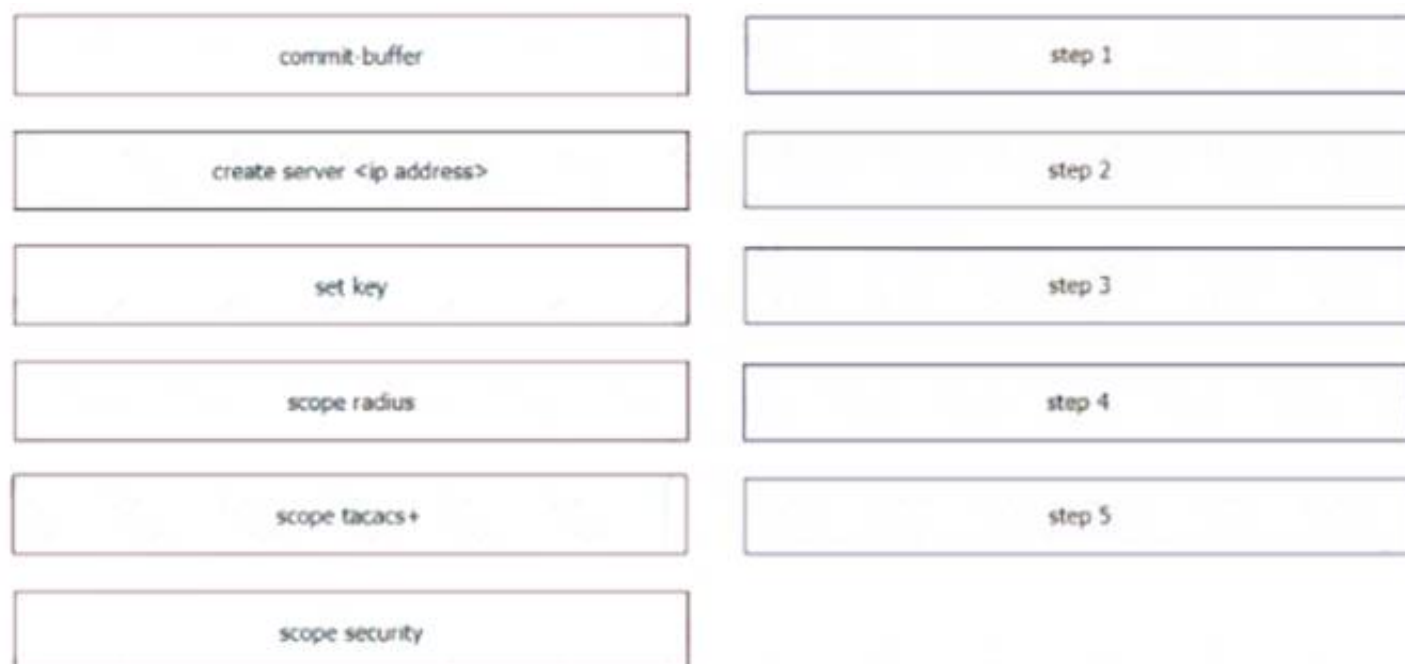 commit-buffer
step 1
create server <ip address>
step 2
set key
step 3
scope radius
step 4
scope tacacs+
step 5
scope security